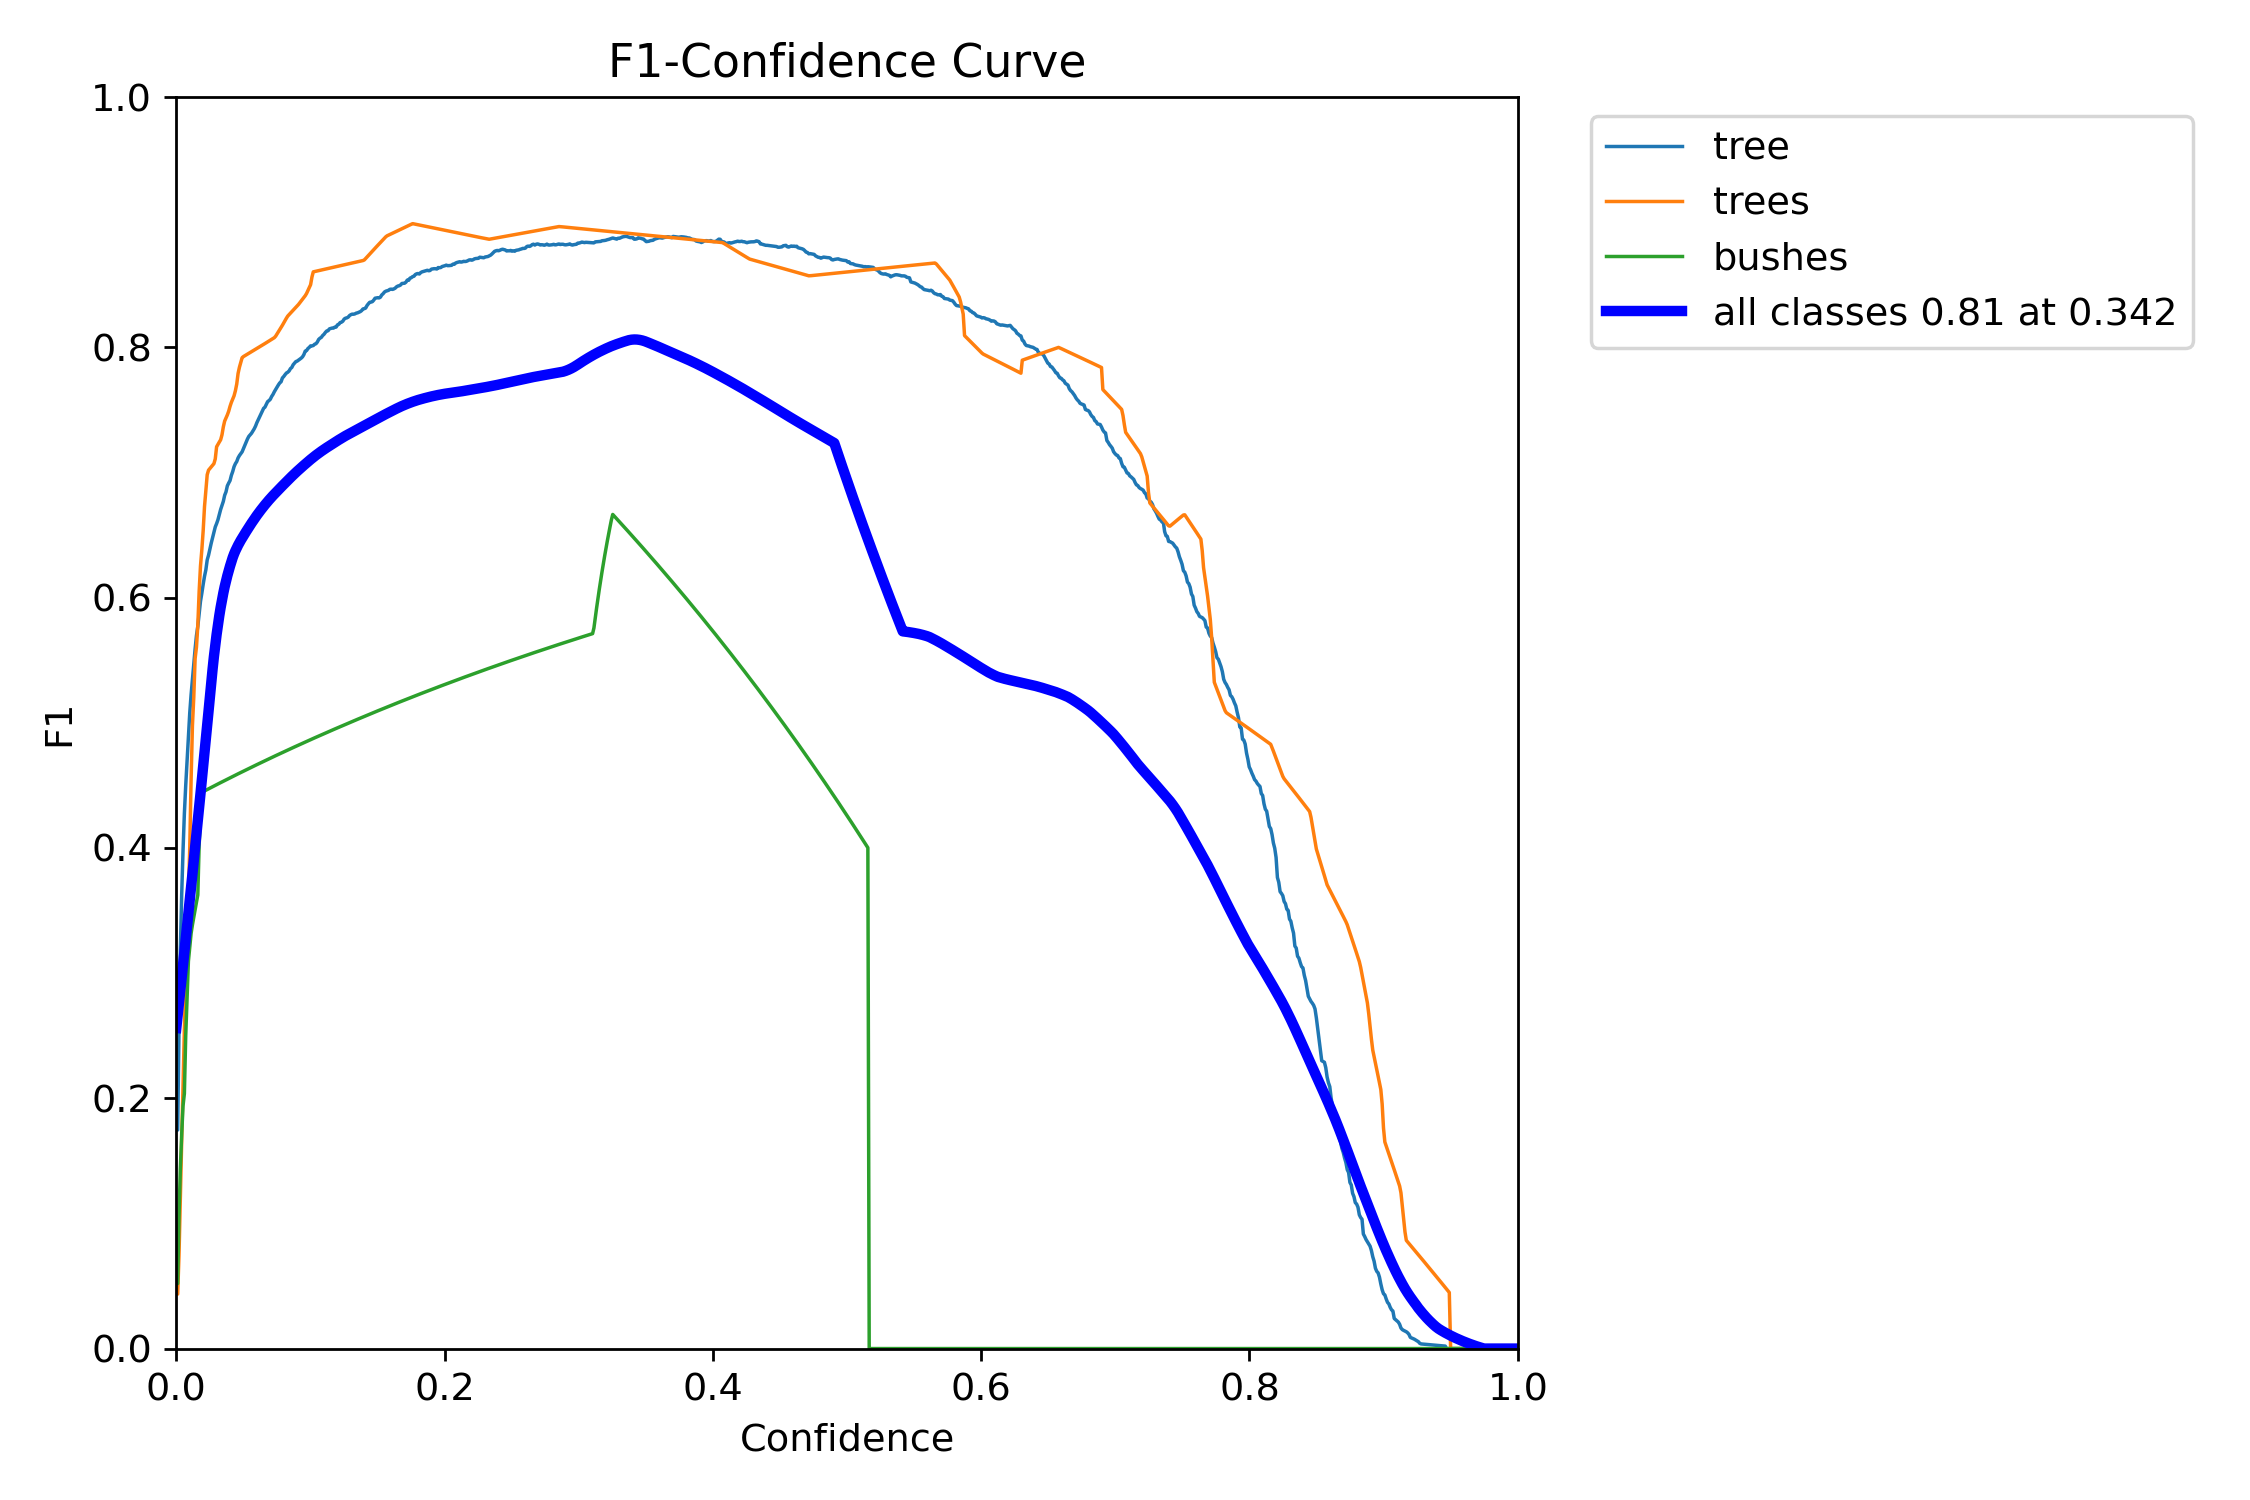 F1-Confidence Curve
1.0
0.8
0.6
0.4
0.2
0.0
F1
0.0 0.2 0.4 0.6 0.8 1.0
Confidence
tree
trees
bushes
all classes 0.81 at 0.342